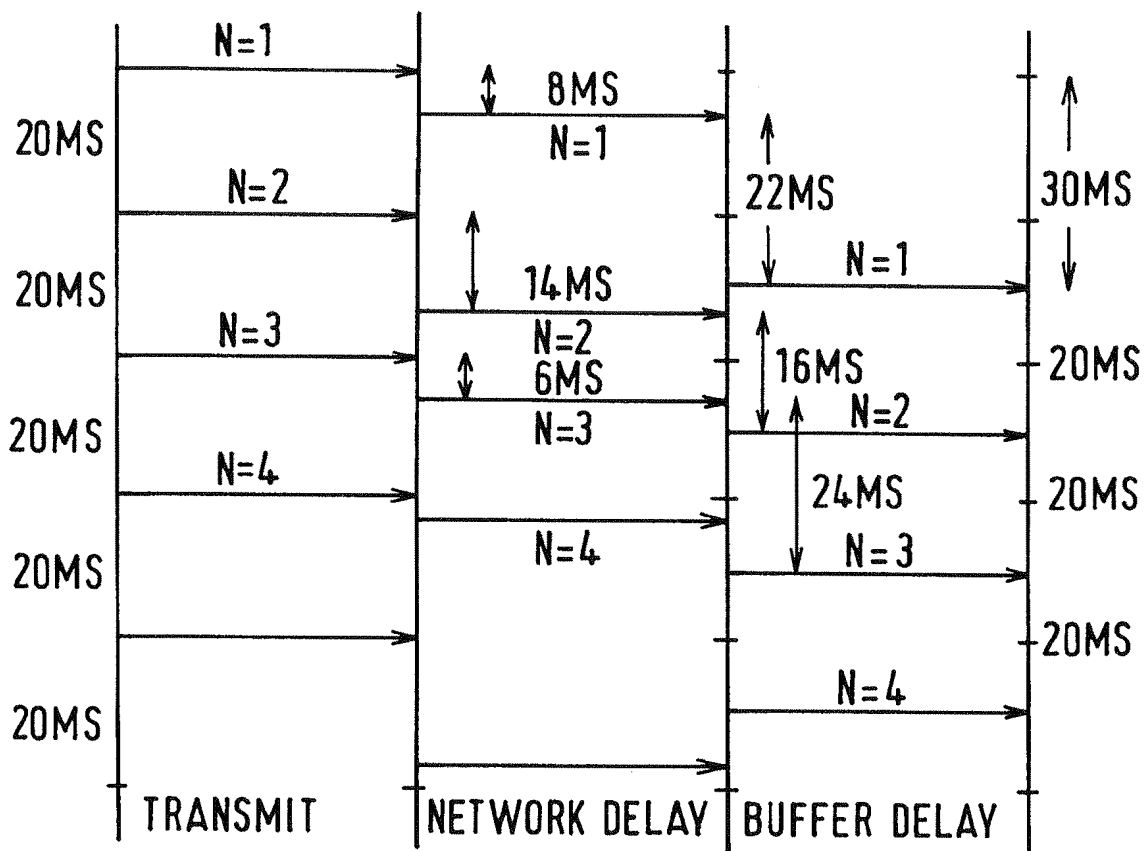 N=1
8MS
20MS
N=1
N=2
22MS
30MS
N=1
20MS
14MS
N=3
N=2
16MS
20MS
6MS
N=2
20MS
N=3
N=4
24MS
20MS
N=4
N=3
20MS
20MS
N=4
20MS
TRANSMIT
NETWORK DELAY
BUFFER DELAY